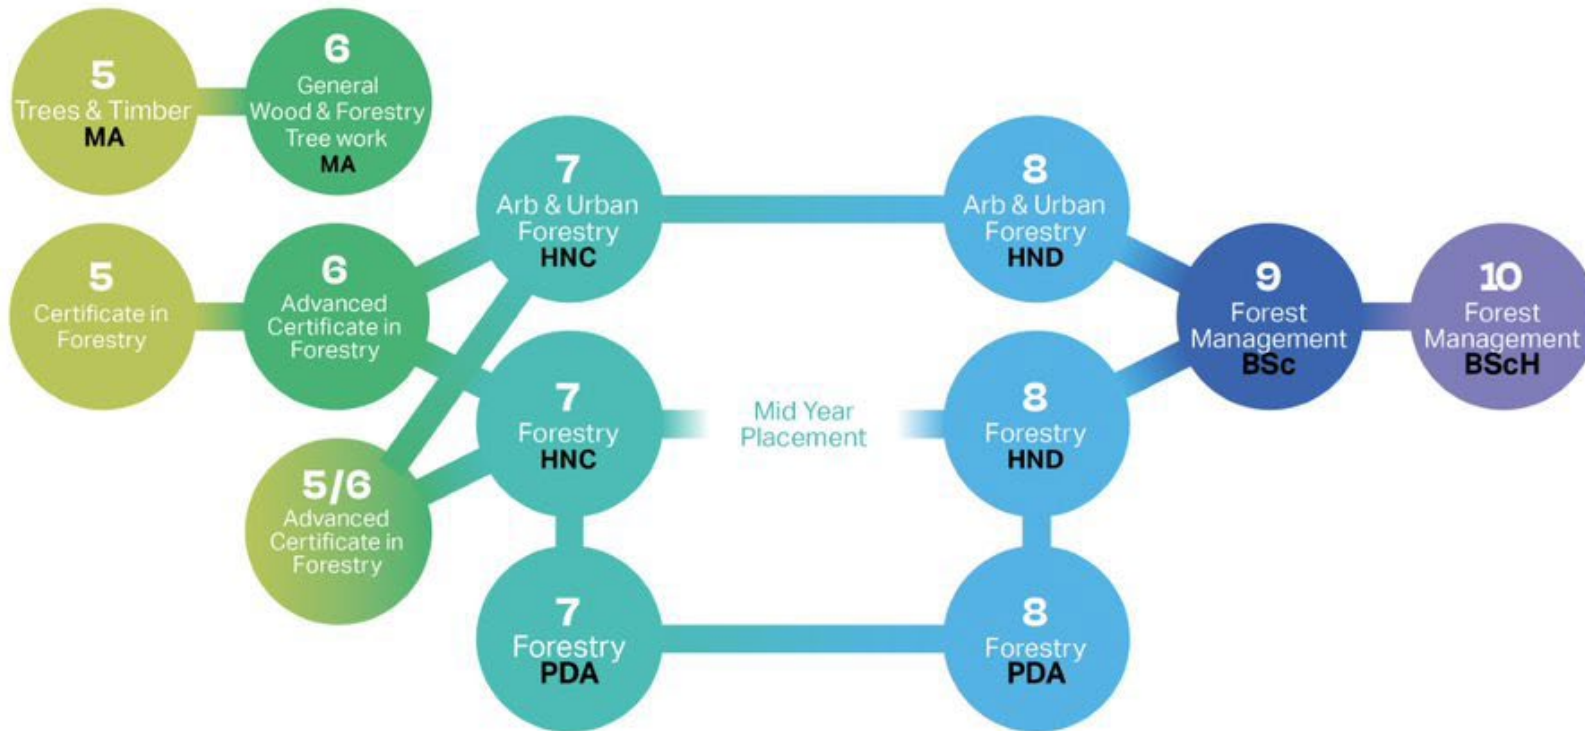 5
Trees & Timber
MA
6
General
Wood & Forestry
Tree work
MA
5
Certificate in
Forestry
6
Advanced
Certificate in
Forestry
5/6
Advanced
Certificate in
Forestry
7
Arb & Urban
Forestry
HNC
7
Forestry
HNC
7
Forestry
PDA
Mid Year
Placement
8
Arb & Urban
Forestry
HND
8
Forestry
HND
8
Forestry
PDA
9
Forest
Management
BSc
10
Forest
Management
BScH